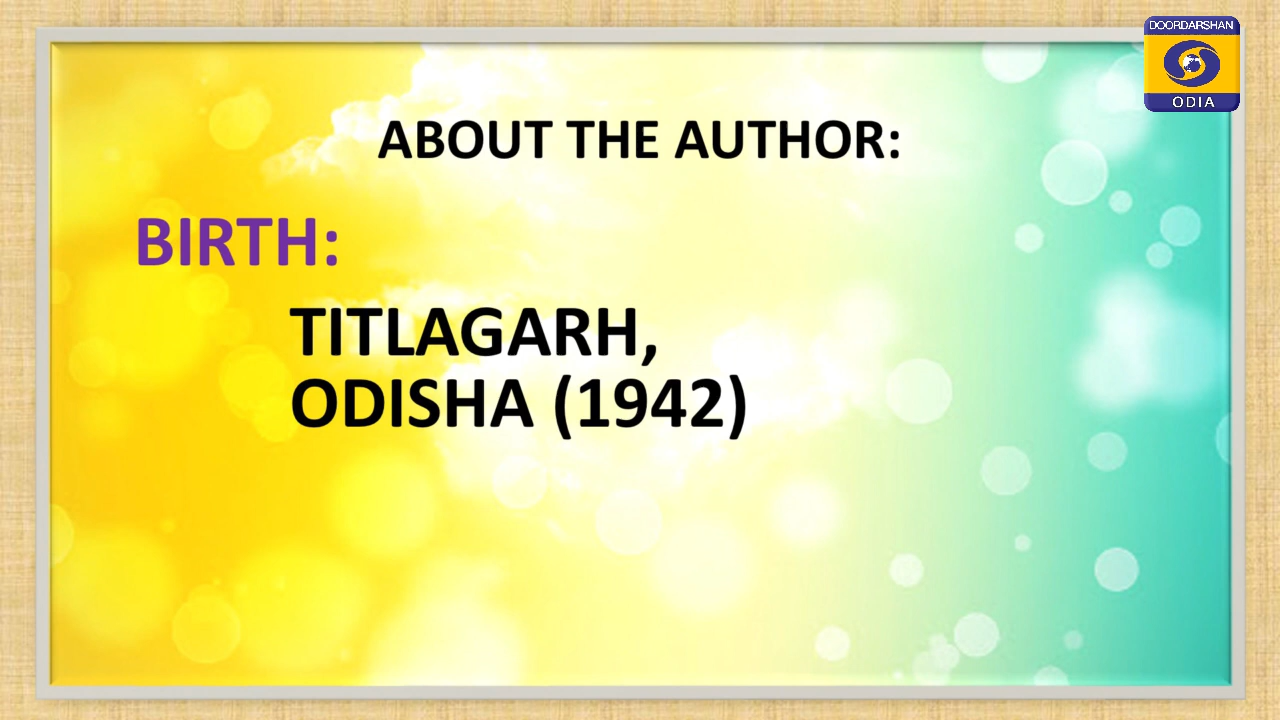 DOORDARSHAN
ODIA
ABOUT THE AUTHOR:
BIRTH:
TITLAGARH,
ODISHA (1942)